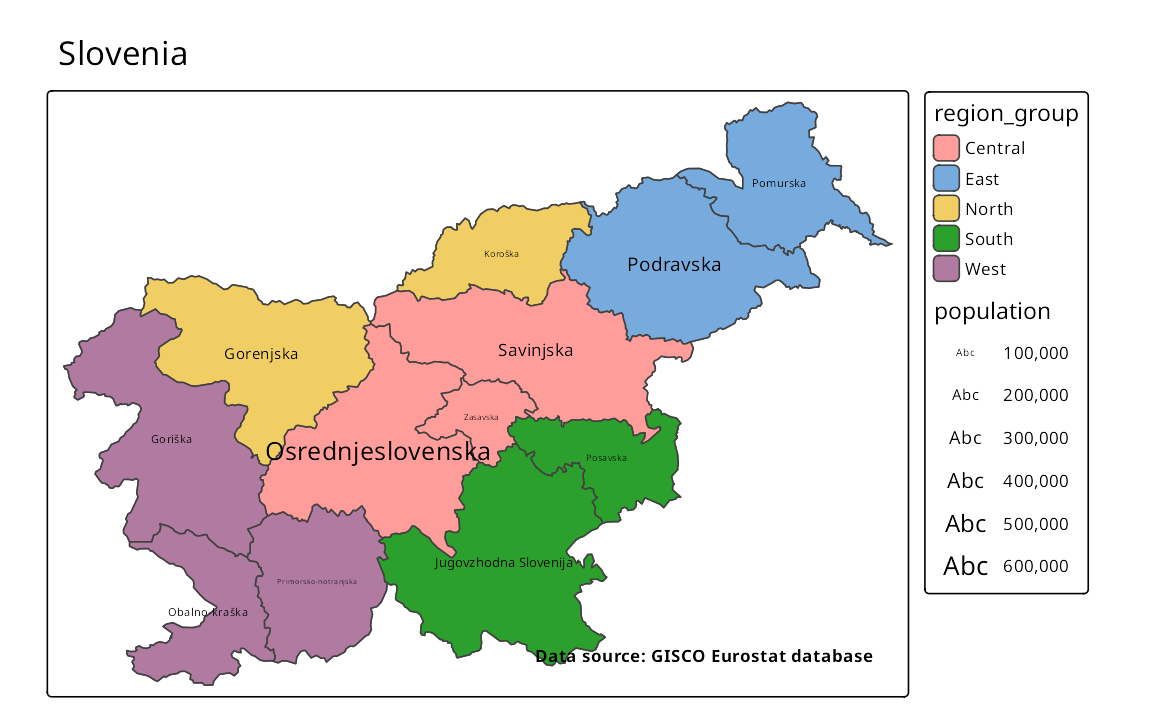 Slovenia
Pomurska
Koroška
Podravska
Gorenjska
Savinjska
Zasavska
Goriška
Osrednjeslovenska
Posavska
Jugovzhodna Slovenija
Primorsko-notranjska
Obalno-kraška
Data source: GISCO Eurostat database
region_group
Central
East
North
South
West
population
Abc 100,000
Abc 200,000
Abc 300,000
Abc 400,000
Abc 500,000
Abc 600,000